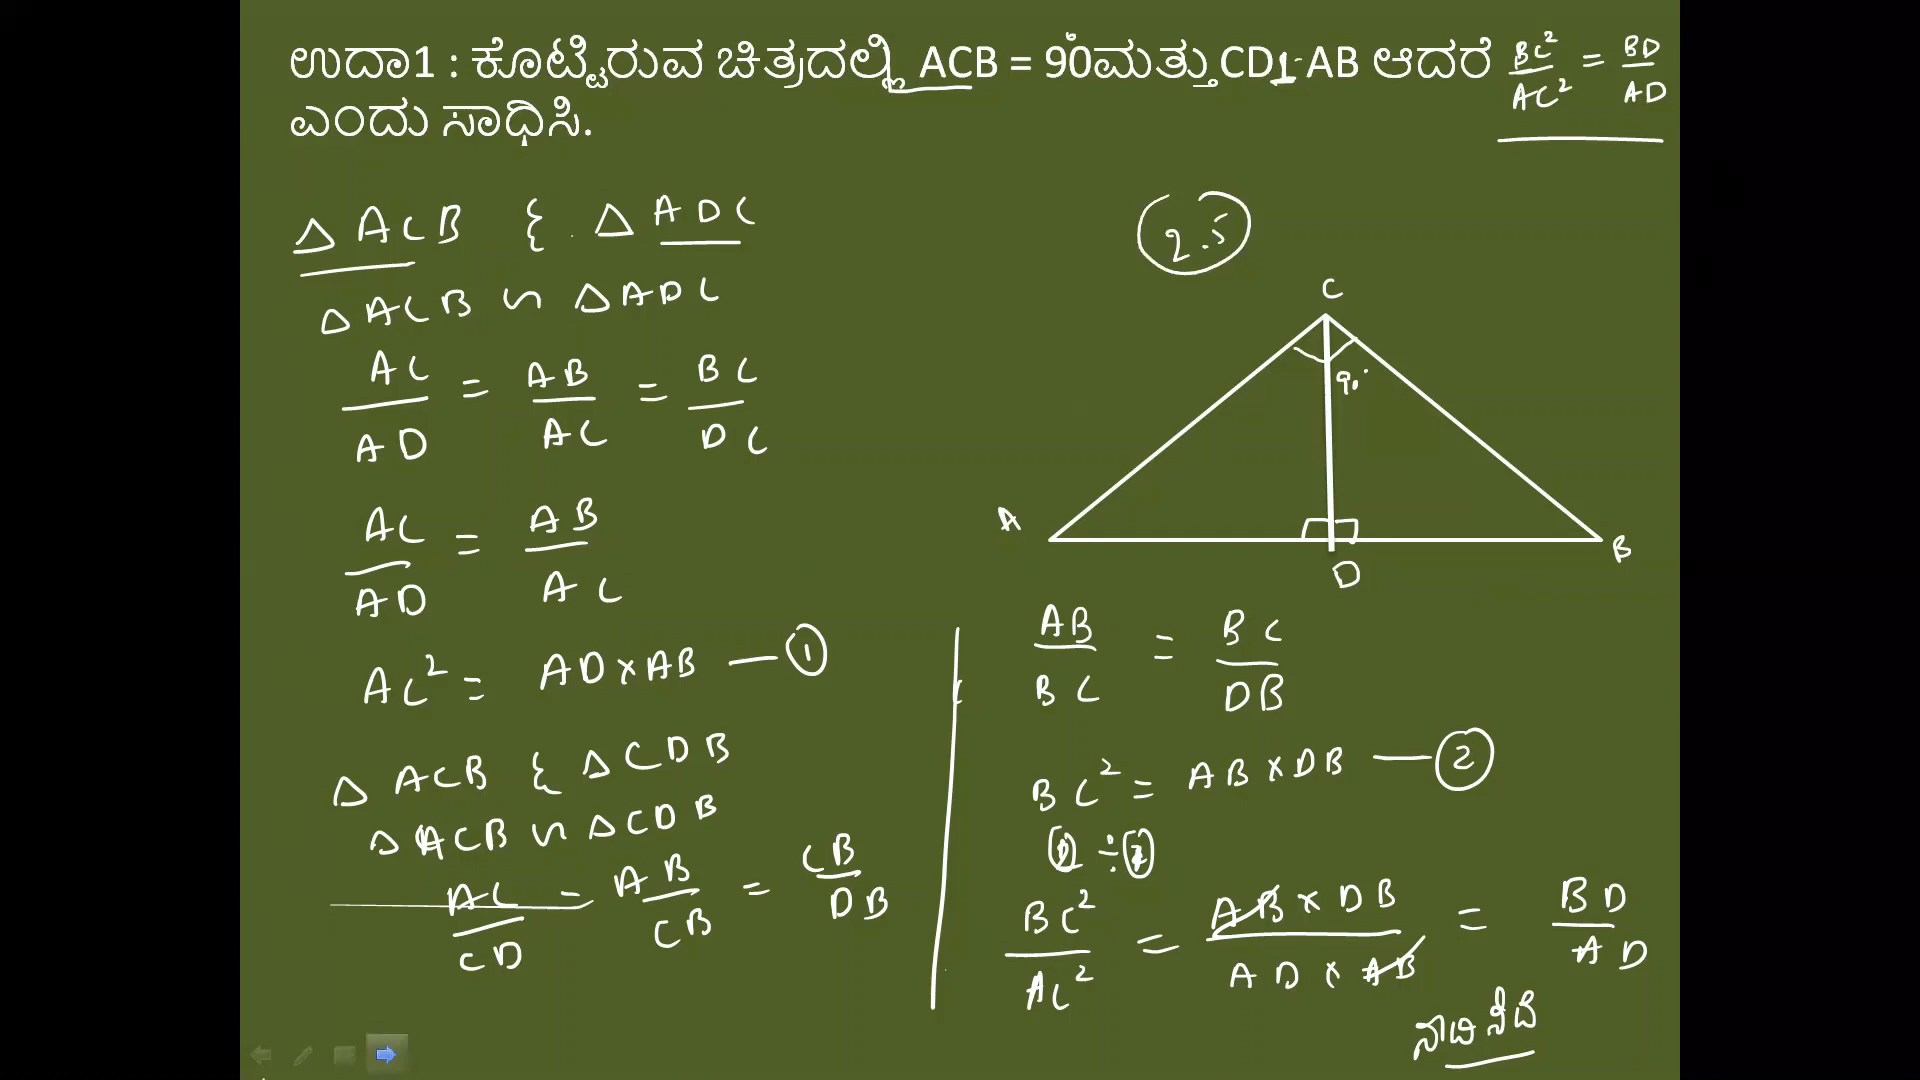 ಉದಾ1 : ಕೊಟ್ಟಿರುವ ಚಿತ್ರದಲ್ಲಿ ACB = 90°ಮತ್ತು CD⊥AB ಆದರೆ BC²/AC² = BD/AD
ಎಂದು ಸಾಧಿಸಿ.
Δ ACB { Δ ADC
Δ ACB ∽ Δ ADC
AC/AD = AB/AC = BC/DC
AC/AD = AB/AC
AC² = AD × AB — ①
Δ ACB { Δ CDB
Δ ACB ∽ Δ CDB
AC/CD = AB/CB = CB/DB
2.5
C
90°
A
B
D
AB/BC = BC/DB
BC² = AB × DB — ②
② ÷ ①
BC²/AC² = AB × DB/AD × AB = BD/AD